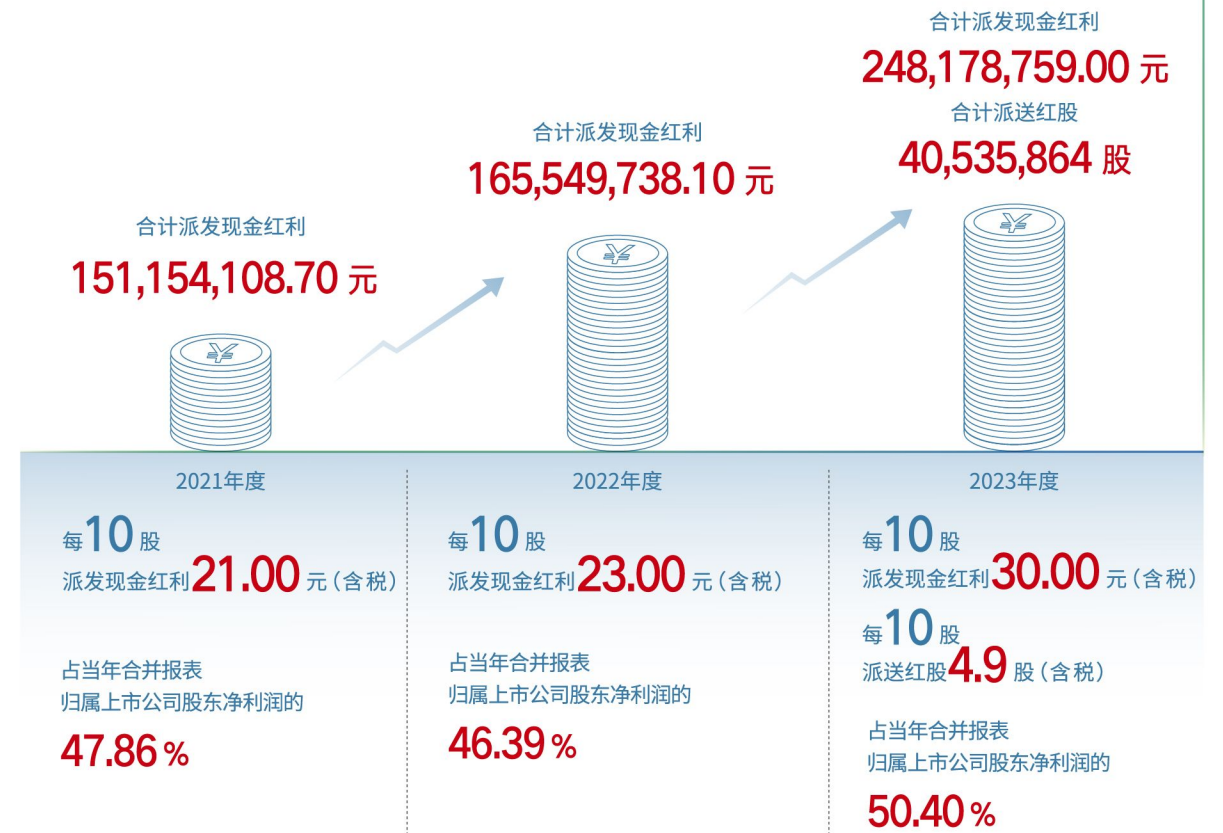 合计派发现金红利
151,154,108.70 元
2021年度
每10 股
派发现金红利21.00 元(含税)
占当年合并报表
归属上市公司股东净利润的
47.86%
合计派发现金红利
165,549,738.10 元
2022年度
每10 股
派发现金红利23.00 元(含税)
占当年合并报表
归属上市公司股东净利润的
46.39%
合计派发现金红利
248,178,759.00 元
合计派送红股
40,535,864 股
2023年度
每10 股
派发现金红利30.00 元(含税)
每10 股
派送红股4.9 股(含税)
占当年合并报表
归属上市公司股东净利润的
50.40%